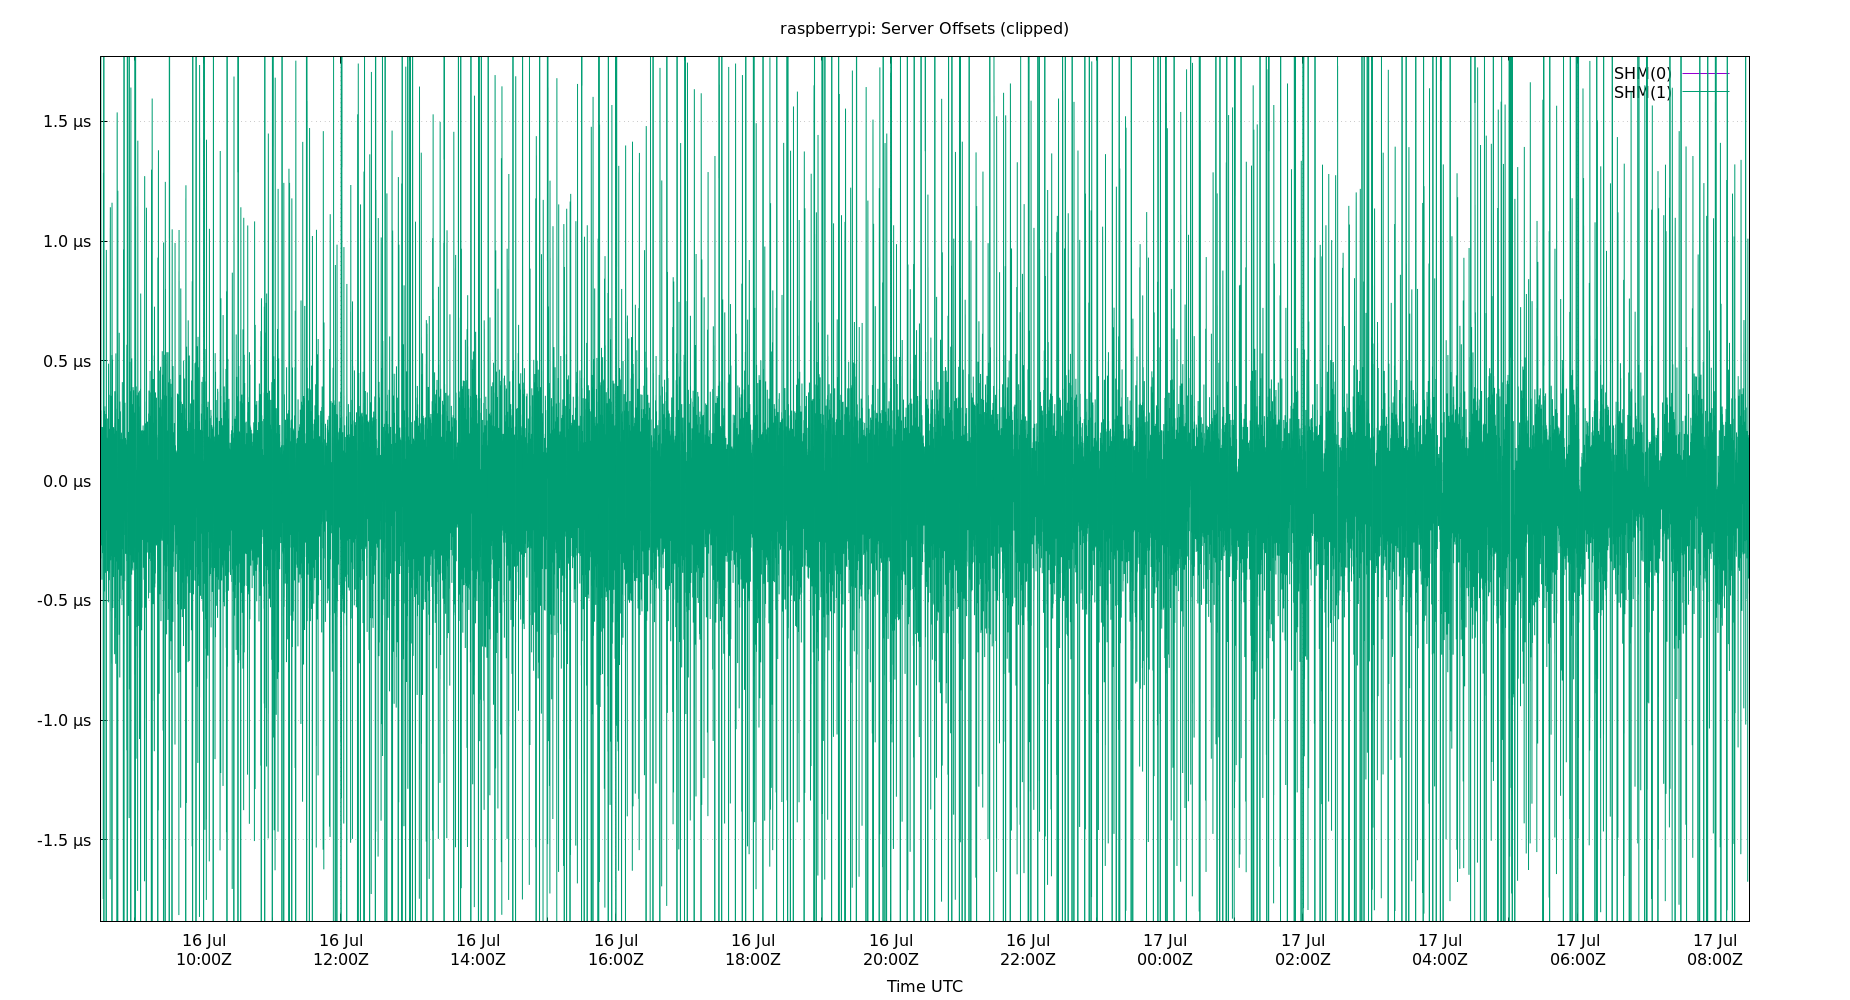 raspberrypi: Server Offsets (clipped)
SHM(0)
SHM(1)
1.5 µs
1.0 µs
0.5 µs
0.0 µs
-0.5 µs
-1.0 µs
-1.5 µs
16 Jul 16 Jul 16 Jul 16 Jul 16 Jul 16 Jul 16 Jul 17 Jul 17 Jul 17 Jul 17 Jul 17 Jul
10:00Z 12:00Z 14:00Z 16:00Z 18:00Z 20:00Z 22:00Z 00:00Z 02:00Z 04:00Z 06:00Z 08:00Z
Time UTC